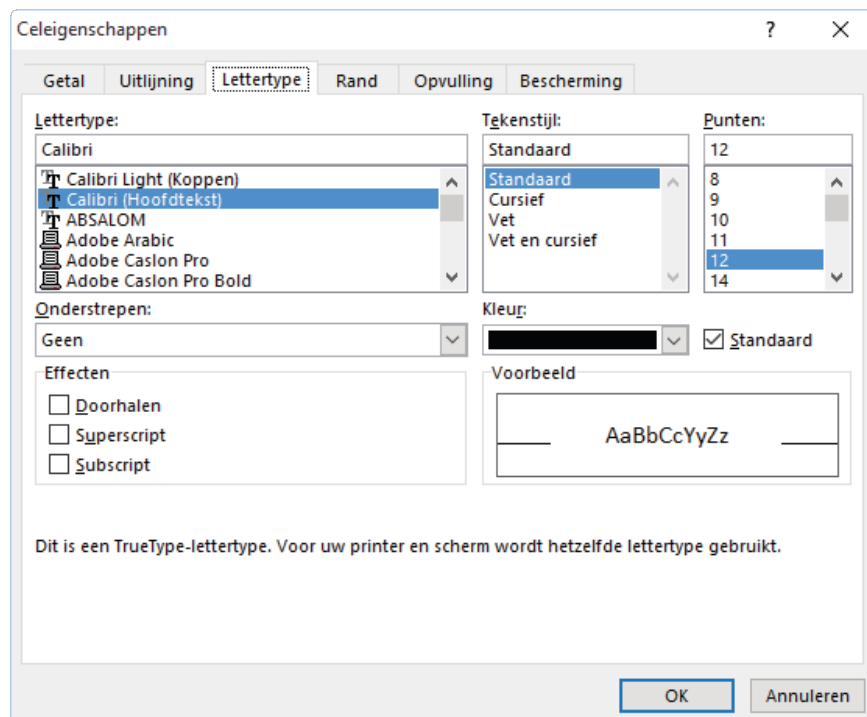 Celeigenschappen ? ×
Getal Uitlijning Lettertype Rand Opvulling Bescherming
Lettertype: Tekenstijl: Punten:
Calibri Standaard 12
Calibri Light (Koppen) Standaard 8
Calibri (Hoofdtekst) Cursief 9
ABSALOM Vet 10
Adobe Arabic Vet en cursief 11
Adobe Caslon Pro 12
Adobe Caslon Pro Bold 14
Onderstrepen: Kleur:
Geen Standaard
Effecten Voorbeeld
Doorhalen
Superscript AaBbCcYyZz
Subscript
Dit is een TrueType-lettertype. Voor uw printer en scherm wordt hetzelfde lettertype gebruikt.
OK Annuleren